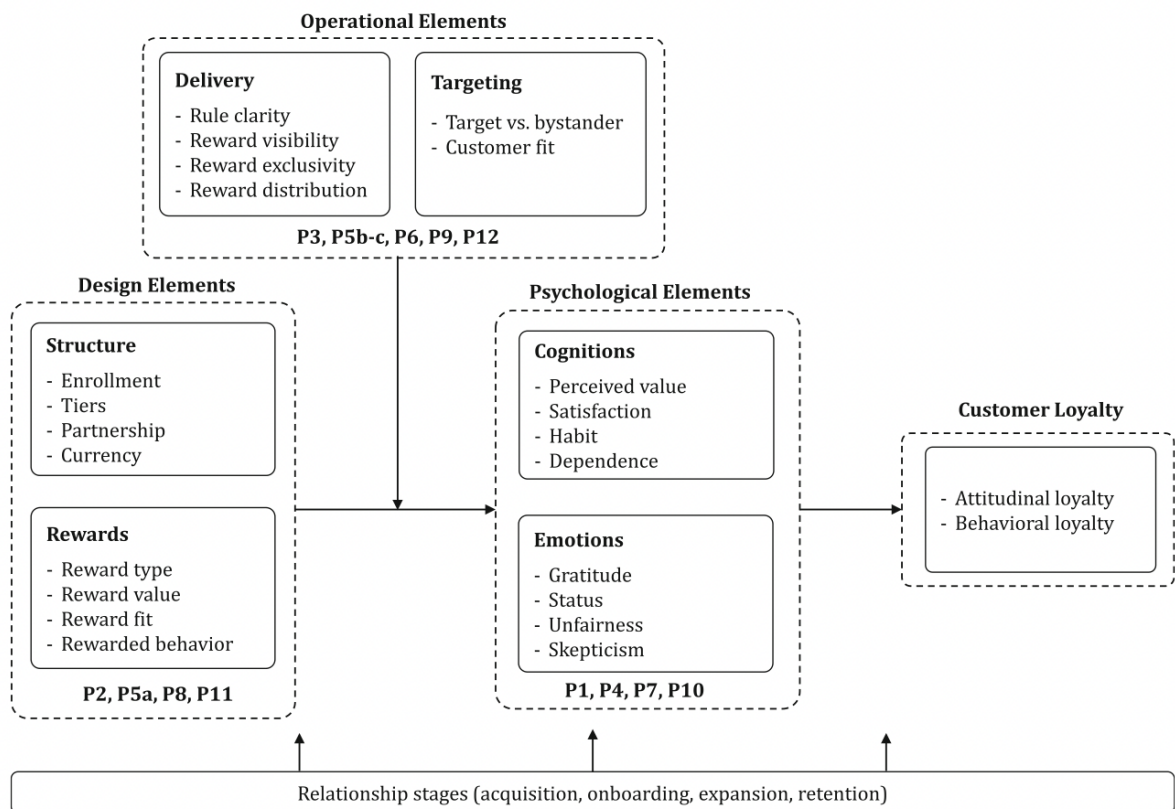 Operational Elements
Delivery
- Rule clarity
- Reward visibility
- Reward exclusivity
- Reward distribution
Targeting
- Target vs. bystander
- Customer fit
P3, P5b-c, P6, P9, P12
Design Elements
Structure
- Enrollment
- Tiers
- Partnership
- Currency
Rewards
- Reward type
- Reward value
- Reward fit
- Rewarded behavior
P2, P5a, P8, P11
Psychological Elements
Cognitions
- Perceived value
- Satisfaction
- Habit
- Dependence
Emotions
- Gratitude
- Status
- Unfairness
- Skepticism
P1, P4, P7, P10
Customer Loyalty
- Attitudinal loyalty
- Behavioral loyalty
Relationship stages (acquisition, onboarding, expansion, retention)